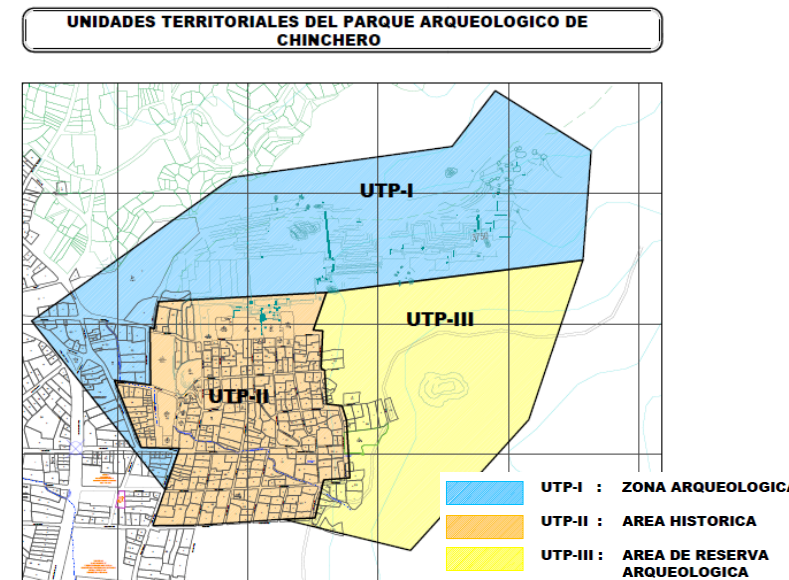 UNIDADES TERRITORIALES DEL PARQUE ARQUEOLOGICO DE
CHINCHERO
UTP-I
UTP-III
UTP-II
UTP-I : ZONA ARQUEOLOGICA
UTP-II : AREA HISTORICA
UTP-III : AREA DE RESERVA
ARQUEOLOGICA